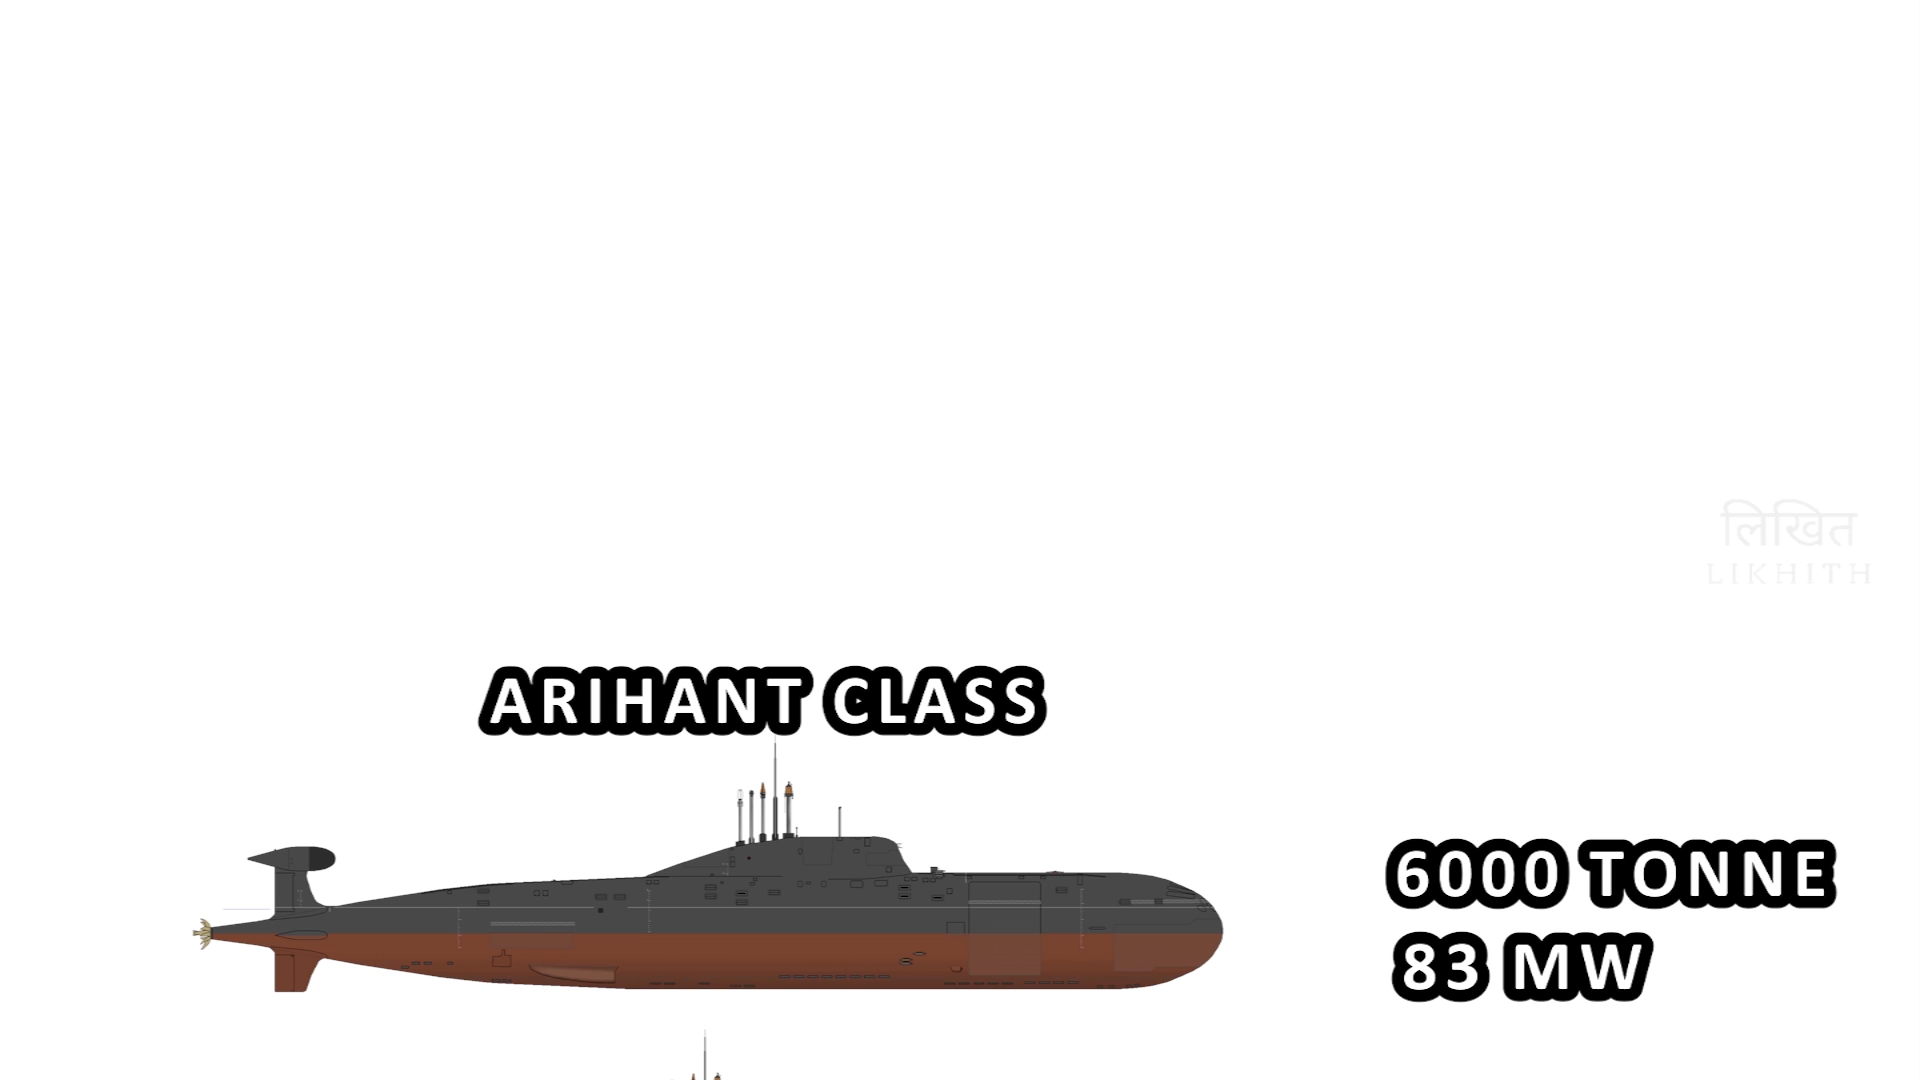 लिखित
LIKHITH
ARIHANT CLASS
6000 TONNE
83 MW